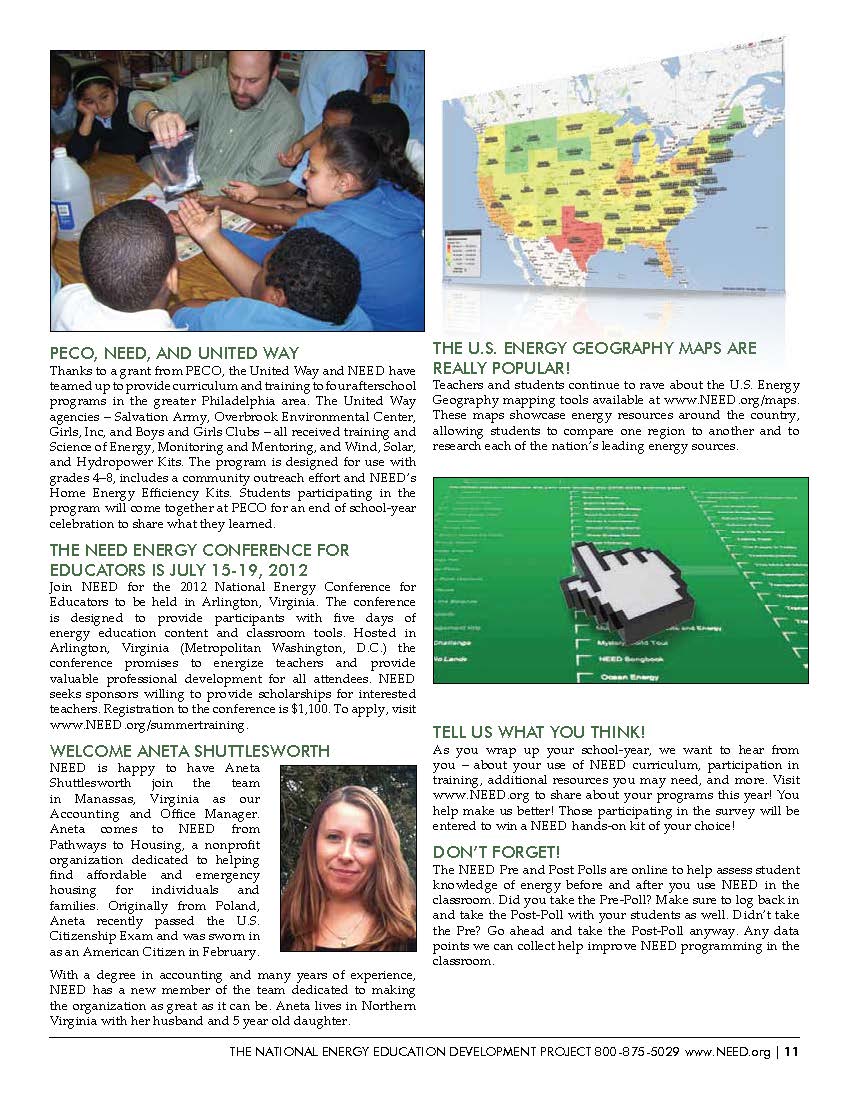 PECO, NEED, AND UNITED WAY
Thanks to a grant from PECO, the United Way and NEED have
teamed up to provide curriculum and training to four afterschool
programs in the greater Philadelphia area. The United Way
agencies – Salvation Army, Overbrook Environmental Center,
Girls, Inc, and Boys and Girls Clubs – all received training and
Science of Energy, Monitoring and Mentoring, and Wind, Solar,
and Hydropower Kits. The program is designed for use with
grades 4–8, includes a community outreach effort and NEED's
Home Energy Efficiency Kits. Students participating in the
program will come together at PECO for an end of school-year
celebration to share what they learned.
THE NEED ENERGY CONFERENCE FOR
EDUCATORS IS JULY 15-19, 2012
Join NEED for the 2012 National Energy Conference for
Educators to be held in Arlington, Virginia. The conference
is designed to provide participants with five days of
energy education content and classroom tools. Hosted in
Arlington, Virginia (Metropolitan Washington, D.C.) the
conference promises to energize teachers and provide
valuable professional development for all attendees. NEED
seeks sponsors willing to provide scholarships for interested
teachers. Registration to the conference is $1,100. To apply, visit
www.NEED.org/summertraining.
WELCOME ANETA SHUTTLESWORTH
NEED is happy to have Aneta
Shuttlesworth join the team
in Manassas, Virginia as our
Accounting and Office Manager.
Aneta comes to NEED from
Pathways to Housing, a nonprofit
organization dedicated to helping
find affordable and emergency
housing for individuals and
families. Originally from Poland,
Aneta recently passed the U.S.
Citizenship Exam and was sworn in
as an American Citizen in February.
With a degree in accounting and many years of experience,
NEED has a new member of the team dedicated to making
the organization as great as it can be. Aneta lives in Northern
Virginia with her husband and 5 year old daughter.
THE U.S. ENERGY GEOGRAPHY MAPS ARE
REALLY POPULAR!
Teachers and students continue to rave about the U.S. Energy
Geography mapping tools available at www.NEED.org/maps.
These maps showcase energy resources around the country,
allowing students to compare one region to another and to
research each of the nation's leading energy sources.
Challenge
No Lands
Mystery World Tour
and Energy
NEED Songbook
Ocean Energy
TELL US WHAT YOU THINK!
As you wrap up your school-year, we want to hear from
you – about your use of NEED curriculum, participation in
training, additional resources you may need, and more. Visit
www.NEED.org to share about your programs this year! You
help make us better! Those participating in the survey will be
entered to win a NEED hands-on kit of your choice!
DON'T FORGET!
The NEED Pre and Post Polls are online to help assess student
knowledge of energy before and after you use NEED in the
classroom. Did you take the Pre-Poll? Make sure to log back in
and take the Post-Poll with your students as well. Didn't take
the Pre? Go ahead and take the Post-Poll anyway. Any data
points we can collect help improve NEED programming in the
classroom.
THE NATIONAL ENERGY EDUCATION DEVELOPMENT PROJECT 800-875-5029 www.NEED.org | 11